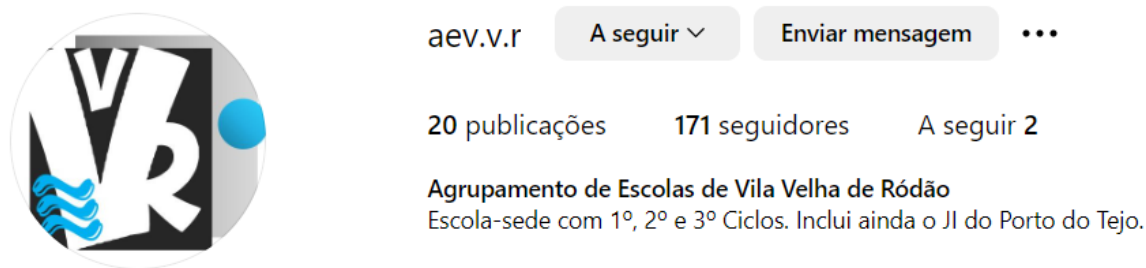 VVR
aev.v.r A seguir Enviar mensagem
20 publicações 171 seguidores A seguir 2
Agrupamento de Escolas de Vila Velha de Ródão
Escola-sede com 1º, 2º e 3º Ciclos. Inclui ainda o JI do Porto do Tejo.